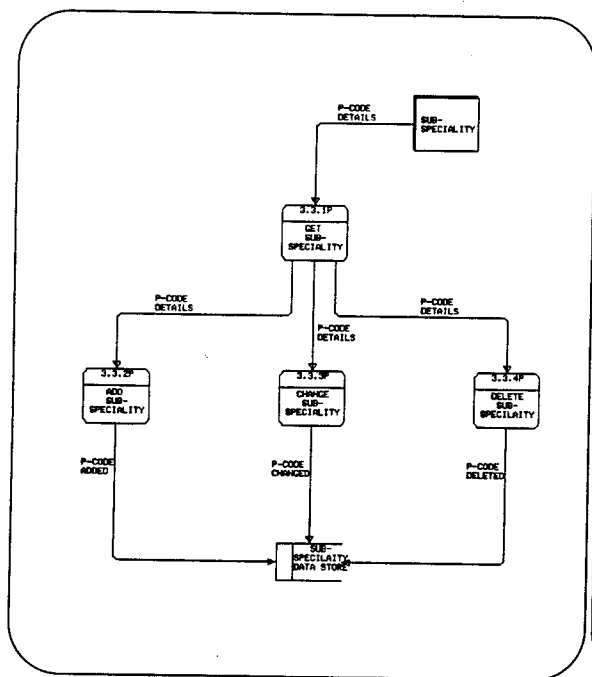 P-CODE
DETAILS
SUB-
SPECIALITY
3.3.1P
GET
SUB-
SPECIALITY
P-CODE
DETAILS
P-CODE
DETAILS
P-CODE
DETAILS
3.3.2P
ADD
SUB-
SPECIALITY
3.3.3P
CHANGE
SUB-
SPECIALITY
3.3.4P
DELETE
SUB-
SPECILAITY
P-CODE
ADDED
P-CODE
CHANGED
P-CODE
DELETED
SUB-
SPECILAITY
DATA STORE